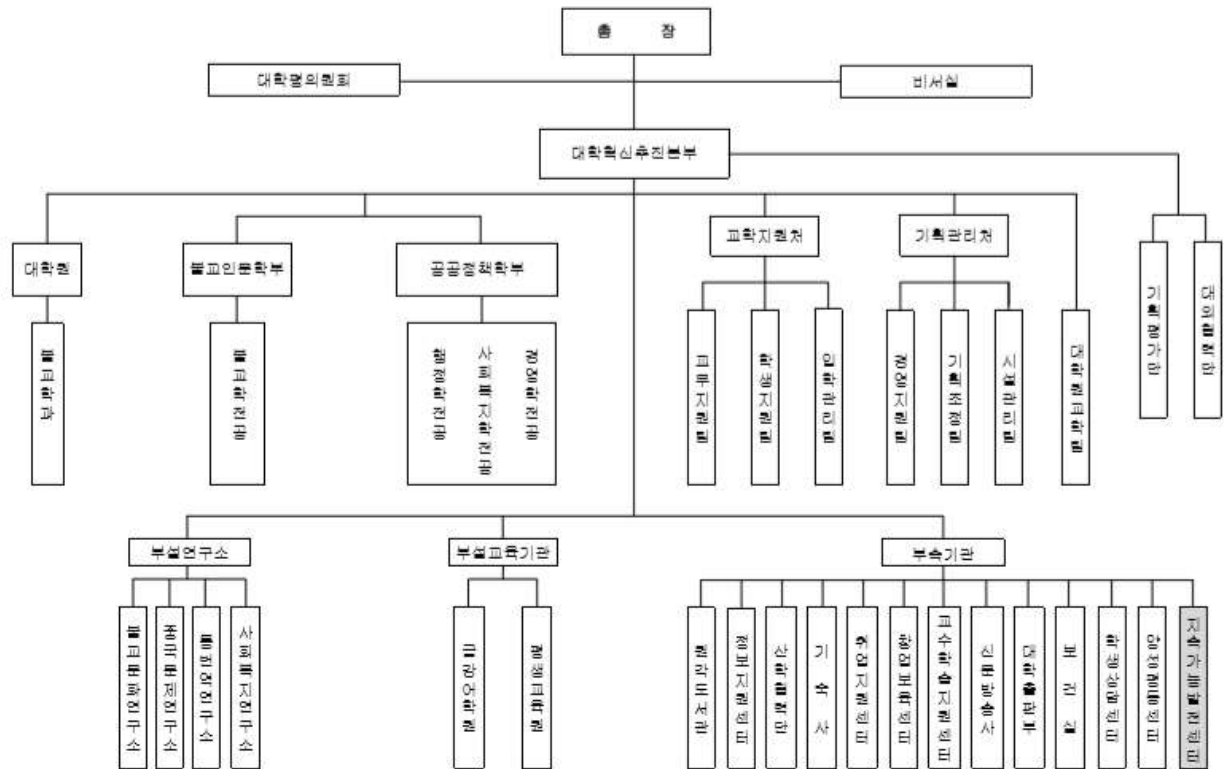 총 장
대학평의원회
비서실
대학혁신추진본부
대학원
불교인문학부
공공정책학부
교학지원처
기획관리처
기획평가단
대외협력단
불교학과
불교학전공
행정학전공
사회복지학전공
경영학전공
교무지원팀
학생지원팀
입학관리팀
경영지원팀
기획조정팀
시설관리팀
대학원교학팀
부설연구소
부설교육기관
부속기관
불교문화연구소
중국문제연구소
통번역연구소
사회복지연구소
금강어학원
평생교육원
원각도서관
정보지원센터
산학협력단
기숙사
취업지원센터
창업보육센터
교수학습지원센터
신문방송사
대학출판부
보건실
학생상담센터
양성평등센터
지속가능발전센터